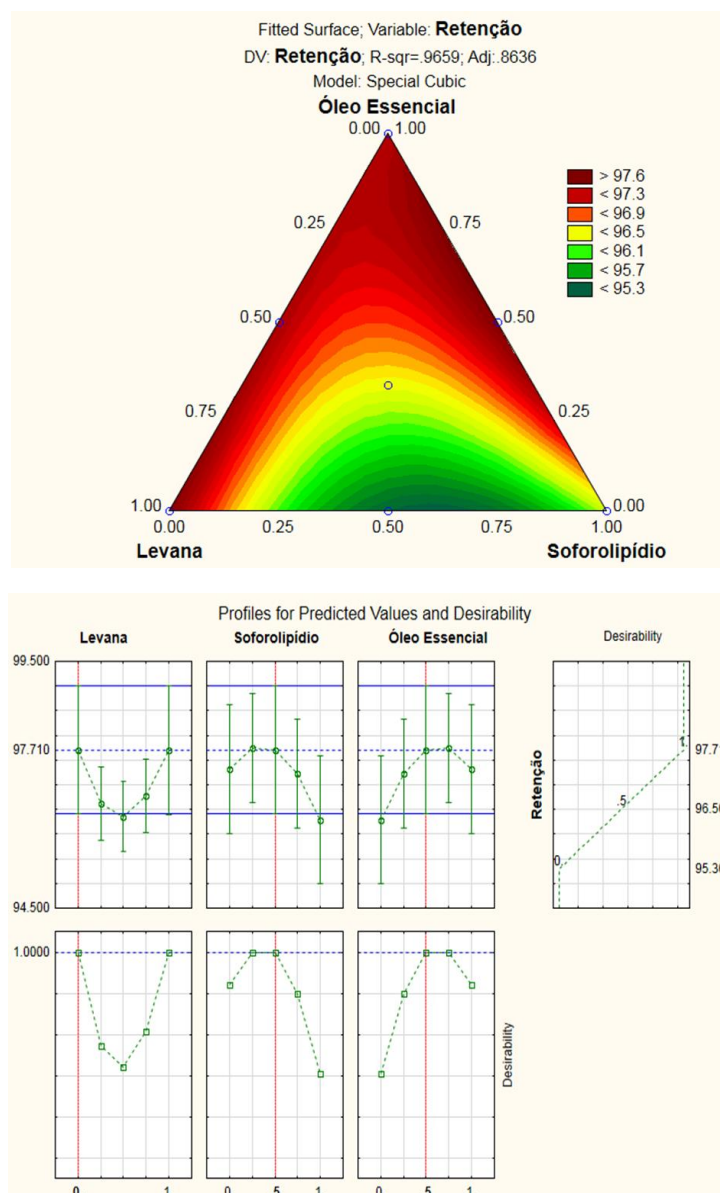 Fitted Surface; Variable: Retenção
DV: Retenção; R-sqr=.9659; Adj:.8636
Model: Special Cubic
Óleo Essencial
0.00 1.00
> 97.6
< 97.3
< 96.9
< 96.5
< 96.1
< 95.7
< 95.3
0.25 0.75
0.50 0.50
0.75 0.25
1.00 0.00
0.00 0.25 0.50 0.75 1.00
Levana Soforolipídio
Profiles for Predicted Values and Desirability
Levana Soforolipídio Óleo Essencial Desirability
99.500
97.710
94.500
Retenção
1
.5
0
97.71
96.50
95.30
1.0000
Desirability
0 1 0 .5 1 0 .5 1